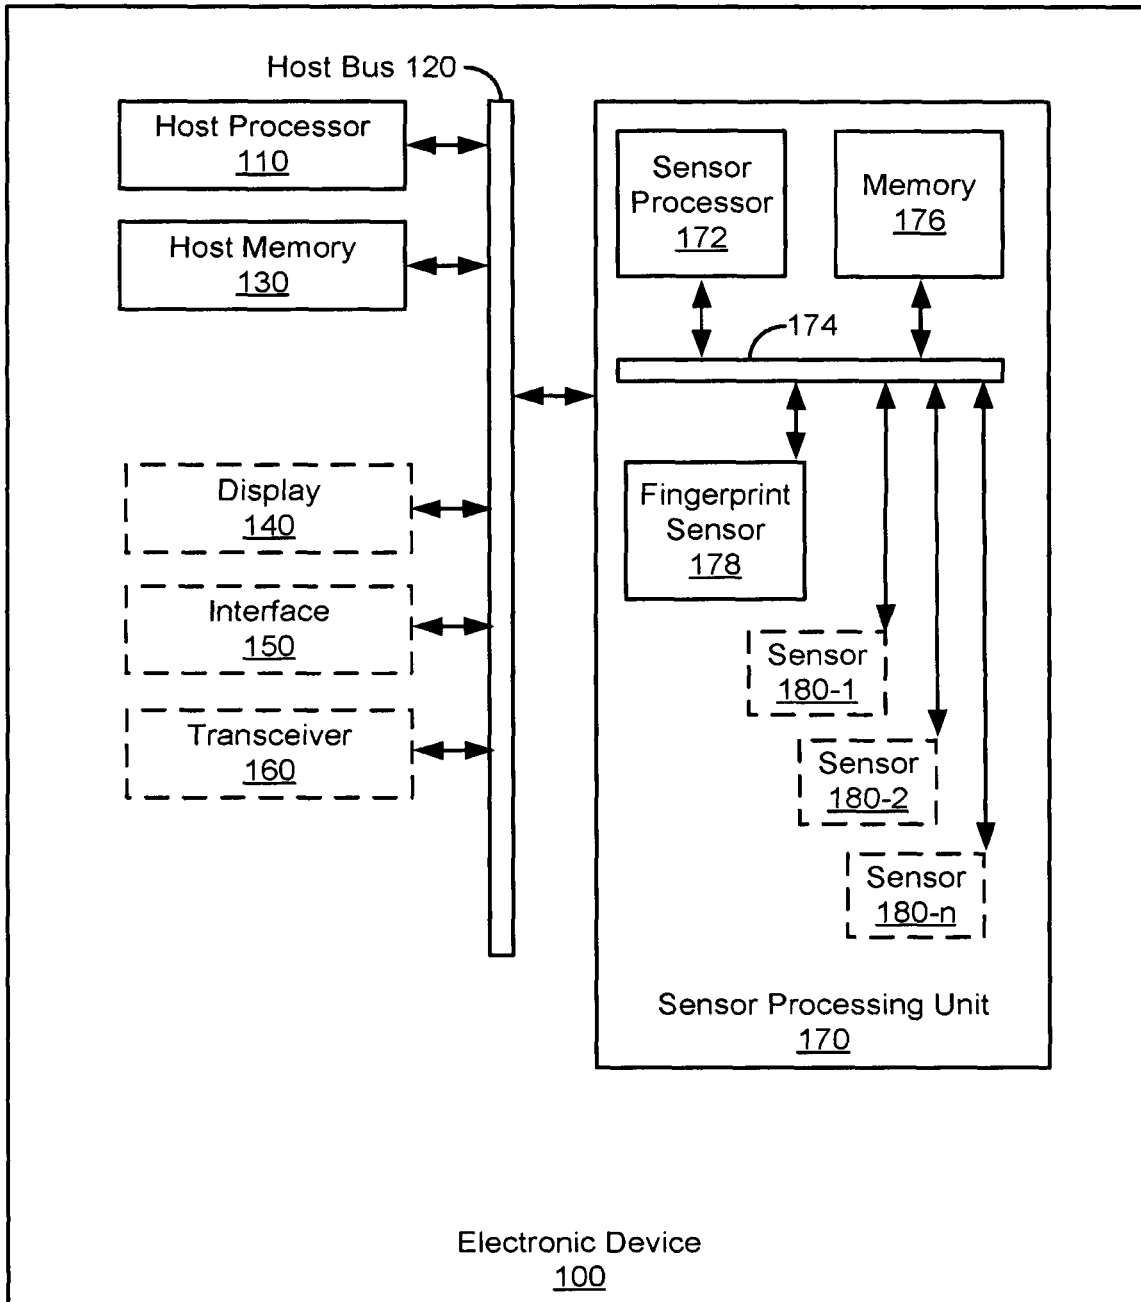 Host Bus 120
Host Processor
110
Host Memory
130
Display
140
Interface
150
Transceiver
160
Sensor
Processor
172
Memory
176
174
Fingerprint
Sensor
178
Sensor
180-1
Sensor
180-2
Sensor
180-n
Sensor Processing Unit
170
Electronic Device
100